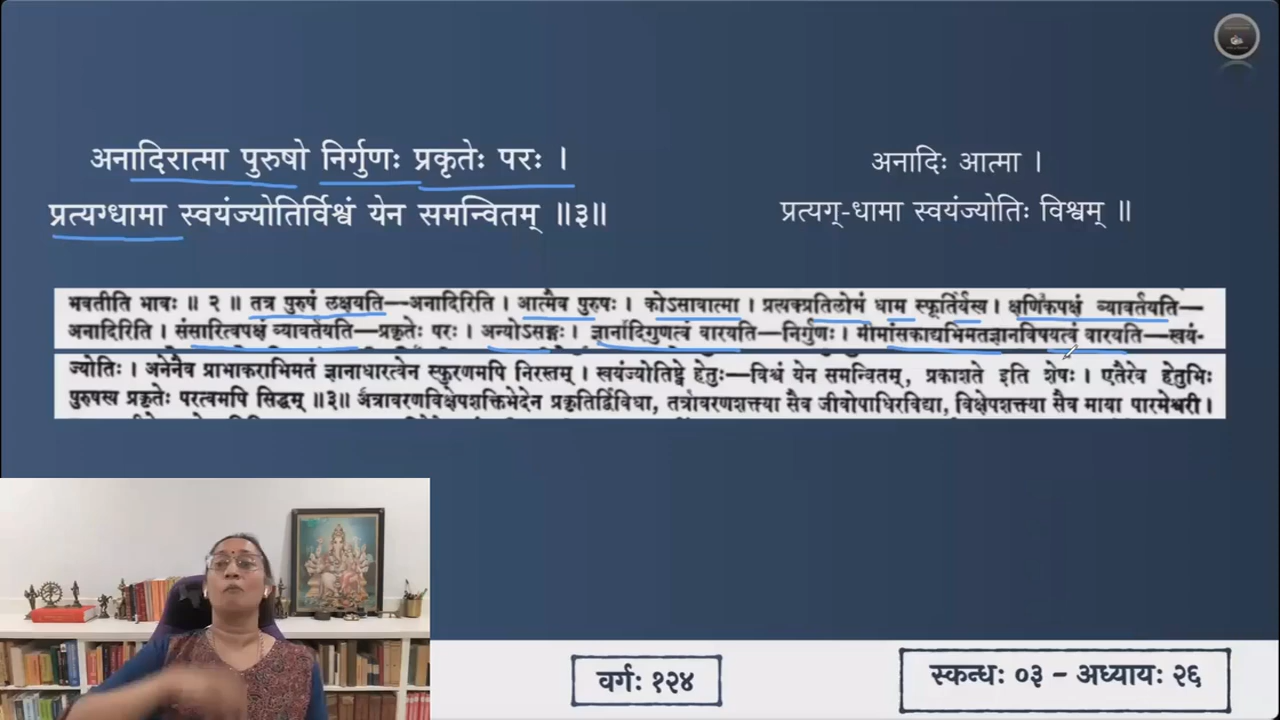 अनादिरात्मा पुरुषो निर्गुणः प्रकृतेः परः ।
प्रत्यग्धामा स्वयंज्योतिर्विश्वं येन समन्वितम् ॥३॥
अनादिः आत्मा ।
प्रत्यग्-धामा स्वयंज्योतिः विश्वम् ॥
भवतीति भावः ॥ २ ॥ तत्र पुरुषं लक्षयति—अनादिरिति । आत्मैव पुरुषः । कोऽसावात्मा । प्रत्यक्प्रतिलोमं धाम स्फूर्तिर्यस्य । क्षणिकपक्षं व्यावर्तयति—
अनादिरिति । संसारित्वपक्षं व्यावर्तयति—प्रकृतेः परः । अन्योऽसङ्गः । ज्ञानादिगुणत्वं वारयति—निर्गुणः । मीमांसकाद्यभिमतज्ञानविषयत्वं वारयति—स्वयं-
ज्योतिः । अनेनैव प्राभाकराभिमतं ज्ञानाधारत्वेन स्फुरणमपि निरस्तम् । स्वयंज्योतिष्ट्वे हेतुः—विश्वं येन समन्वितम्, प्रकाशते इति शेषः । एतैरेव हेतुभिः
पुरुषस्य प्रकृतेः परत्वमपि सिद्धम् ॥३॥ अत्रावरणविक्षेपशक्तिभेदेन प्रकृतिर्द्विविधा, तत्रावरणशक्त्या सैव जीवोपाधिरविद्या, विक्षेपशक्त्या सैव माया पारमेश्वरी ।
वर्गः १२४
स्कन्धः ०३ – अध्यायः २६